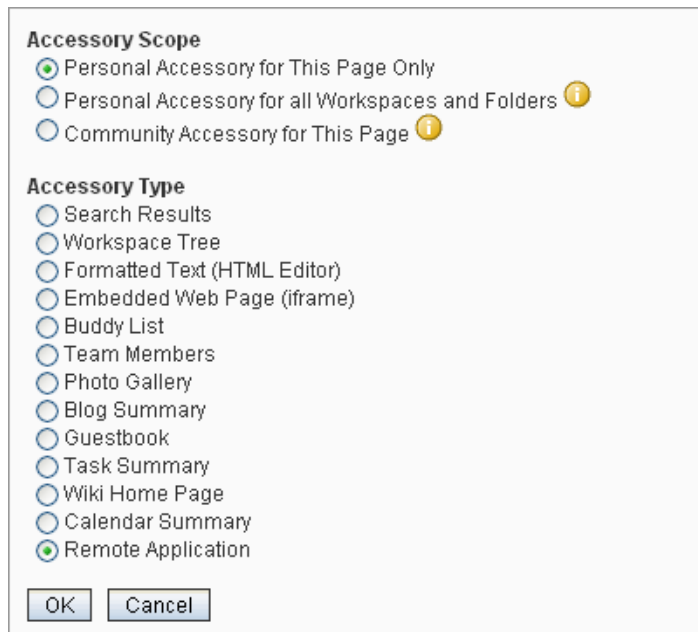 Accessory Scope
Personal Accessory for This Page Only
Personal Accessory for all Workspaces and Folders
Community Accessory for This Page
Accessory Type
Search Results
Workspace Tree
Formatted Text (HTML Editor)
Embedded Web Page (iframe)
Buddy List
Team Members
Photo Gallery
Blog Summary
Guestbook
Task Summary
Wiki Home Page
Calendar Summary
Remote Application
OK Cancel